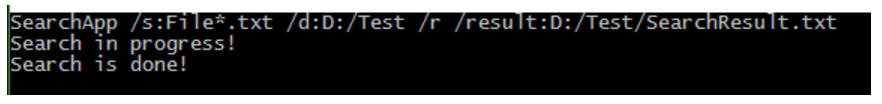 SearchApp /s:File*.txt /d:D:/Test /r /result:D:/Test/SearchResult.txt
Search in progress!
Search is done!